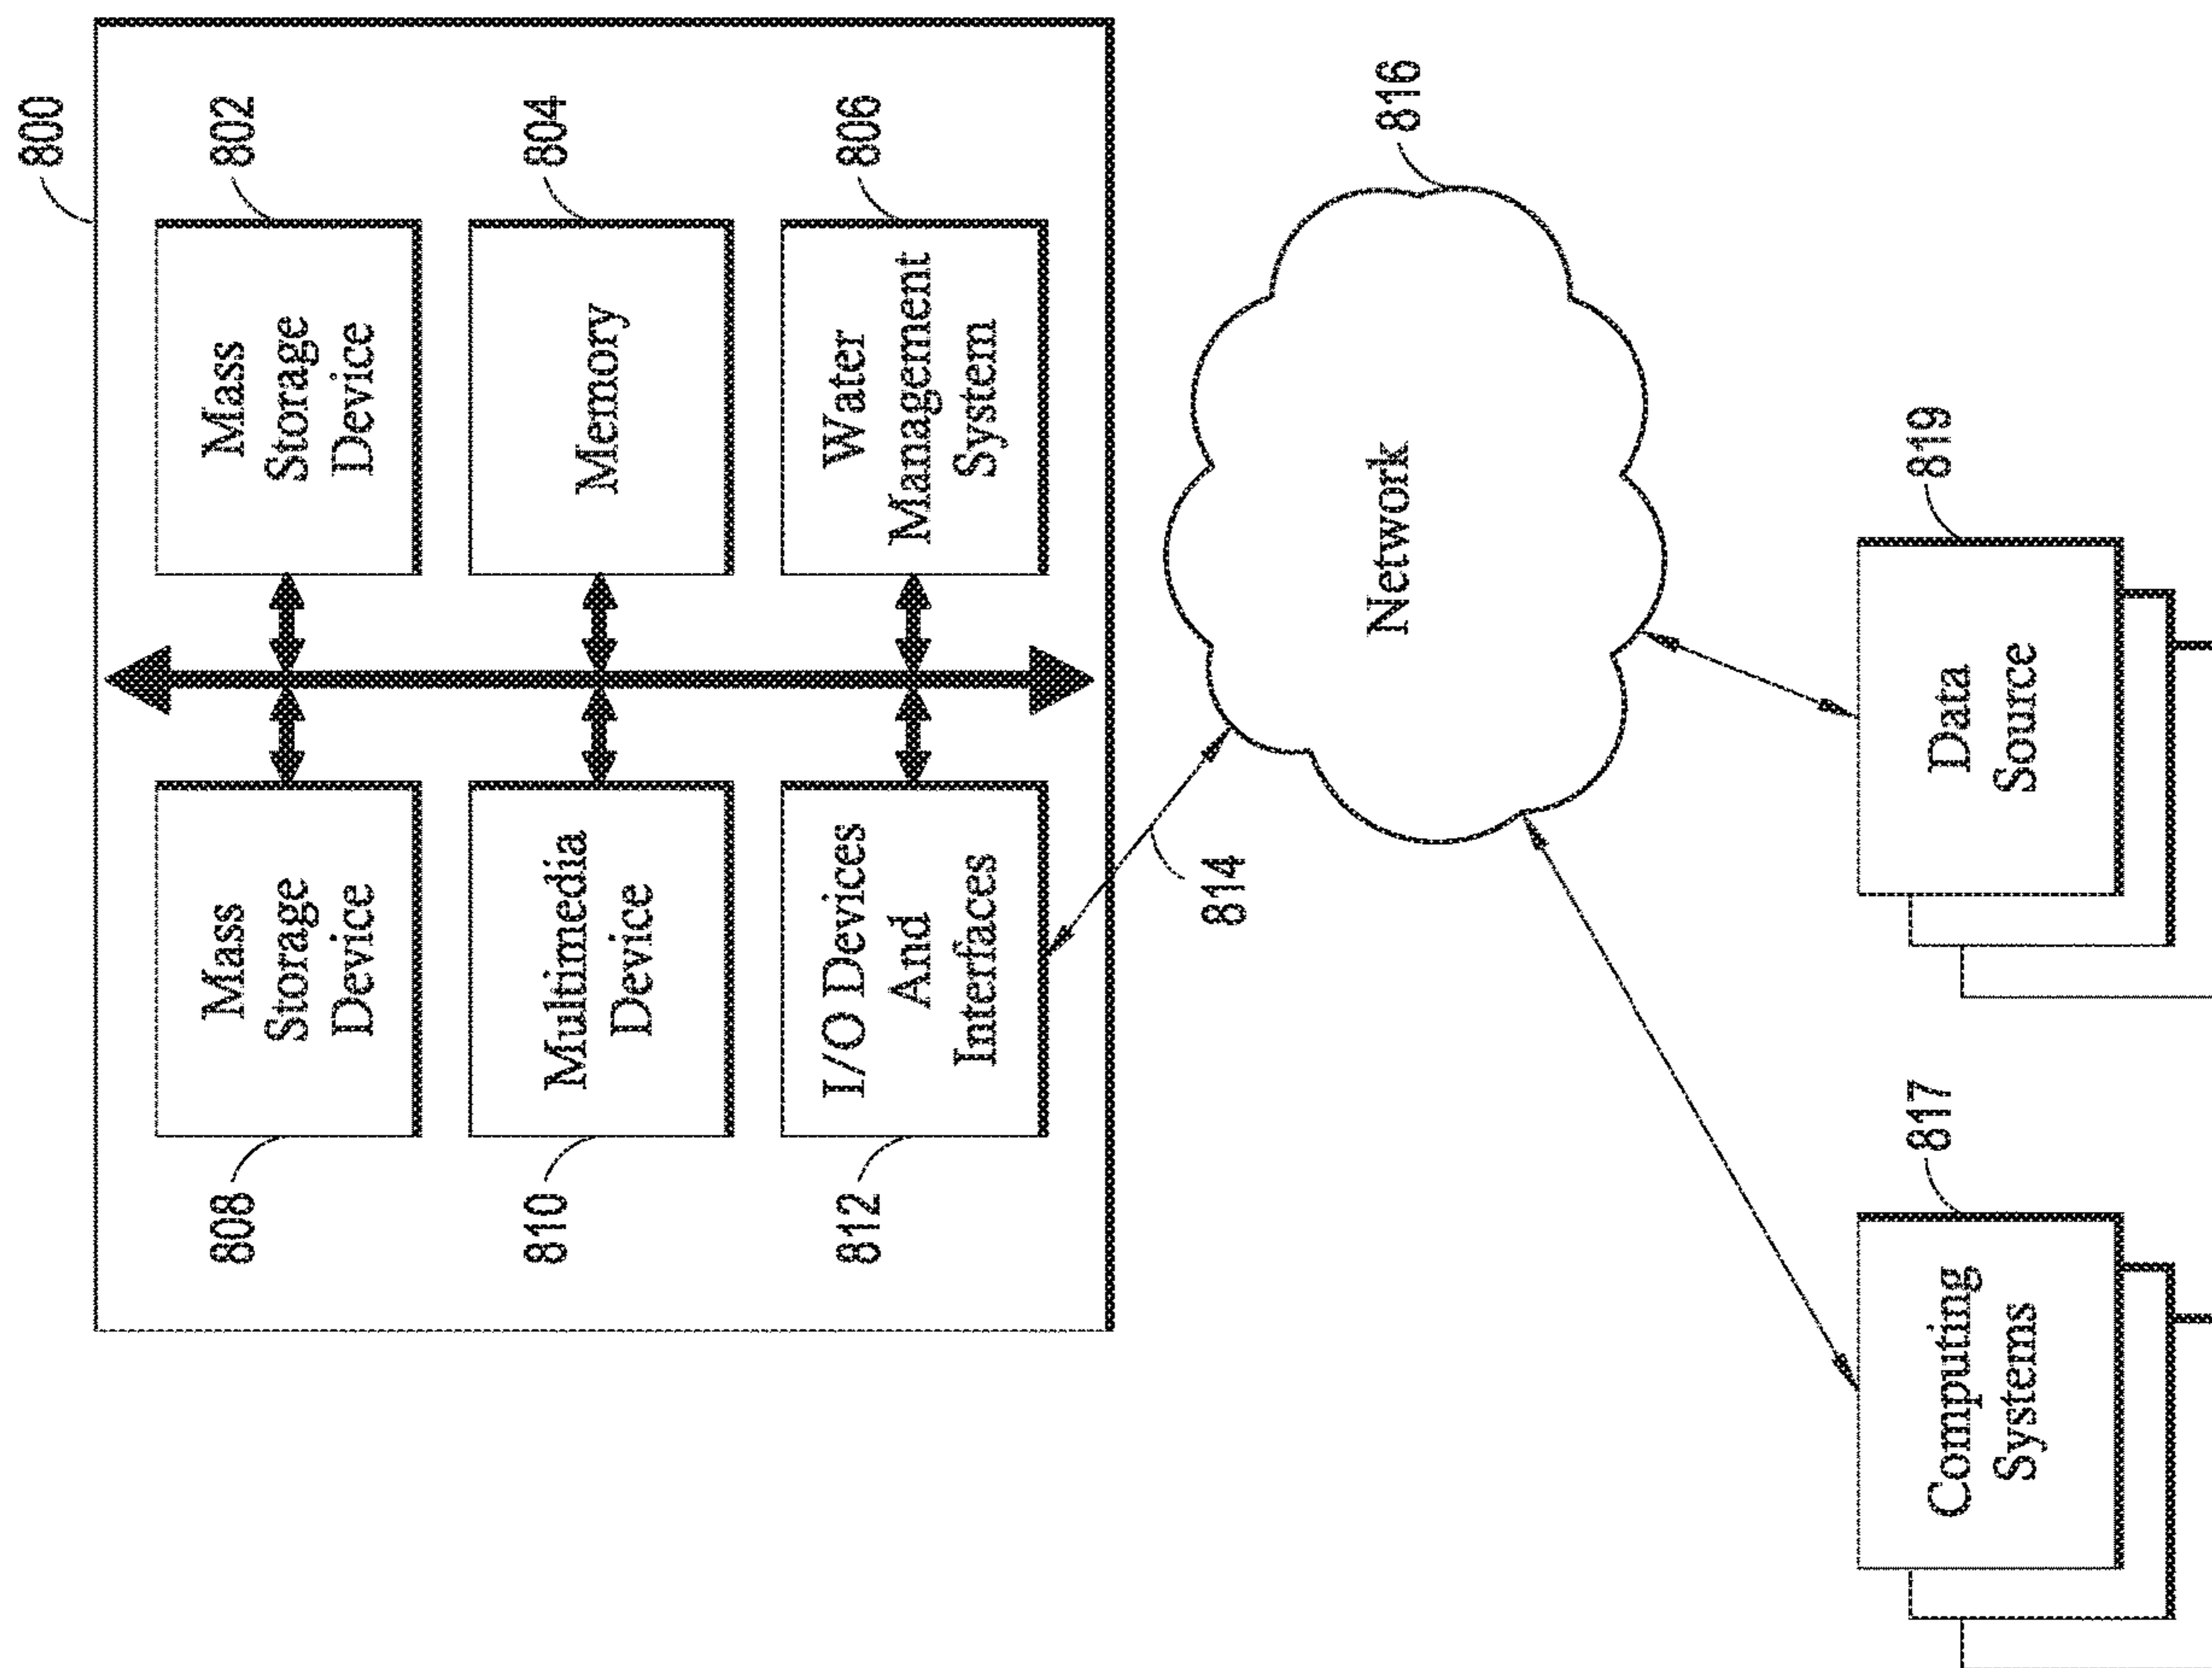 800
808
Mass
Storage
Device
Mass
Storage
Device
802
810
Multimedia
Device
Memory
804
812
I/O Devices
And
Interfaces
Water
Management
System
806
814
Network
816
Computing
Systems
817
Data
Source
819